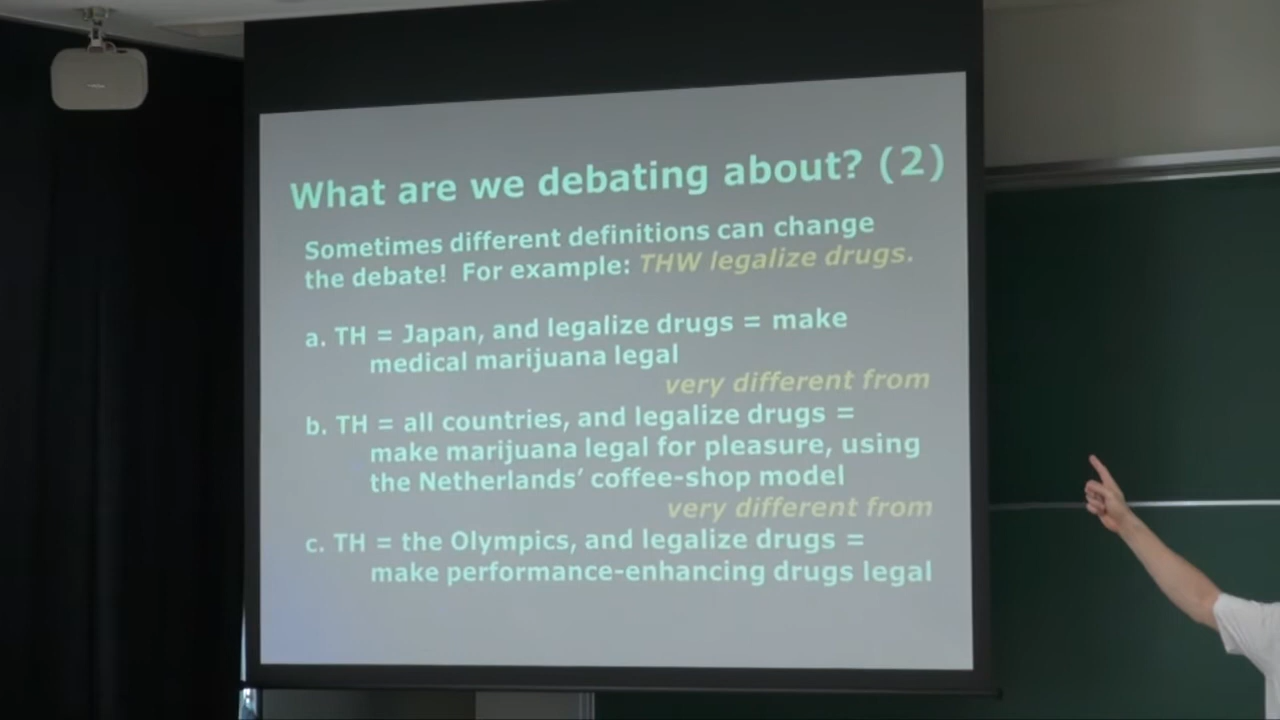 What are we debating about? (2)
Sometimes different definitions can change
the debate! For example: THW legalize drugs.
a. TH = Japan, and legalize drugs = make
medical marijuana legal
very different from
b. TH = all countries, and legalize drugs =
make marijuana legal for pleasure, using
the Netherlands’ coffee-shop model
very different from
c. TH = the Olympics, and legalize drugs =
make performance-enhancing drugs legal